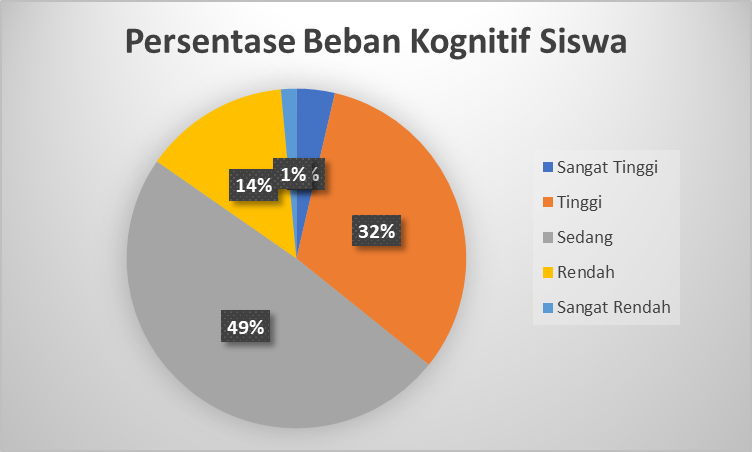 Persentase Beban Kognitif Siswa
1%
%
14%
32%
49%
Sangat Tinggi
Tinggi
Sedang
Rendah
Sangat Rendah